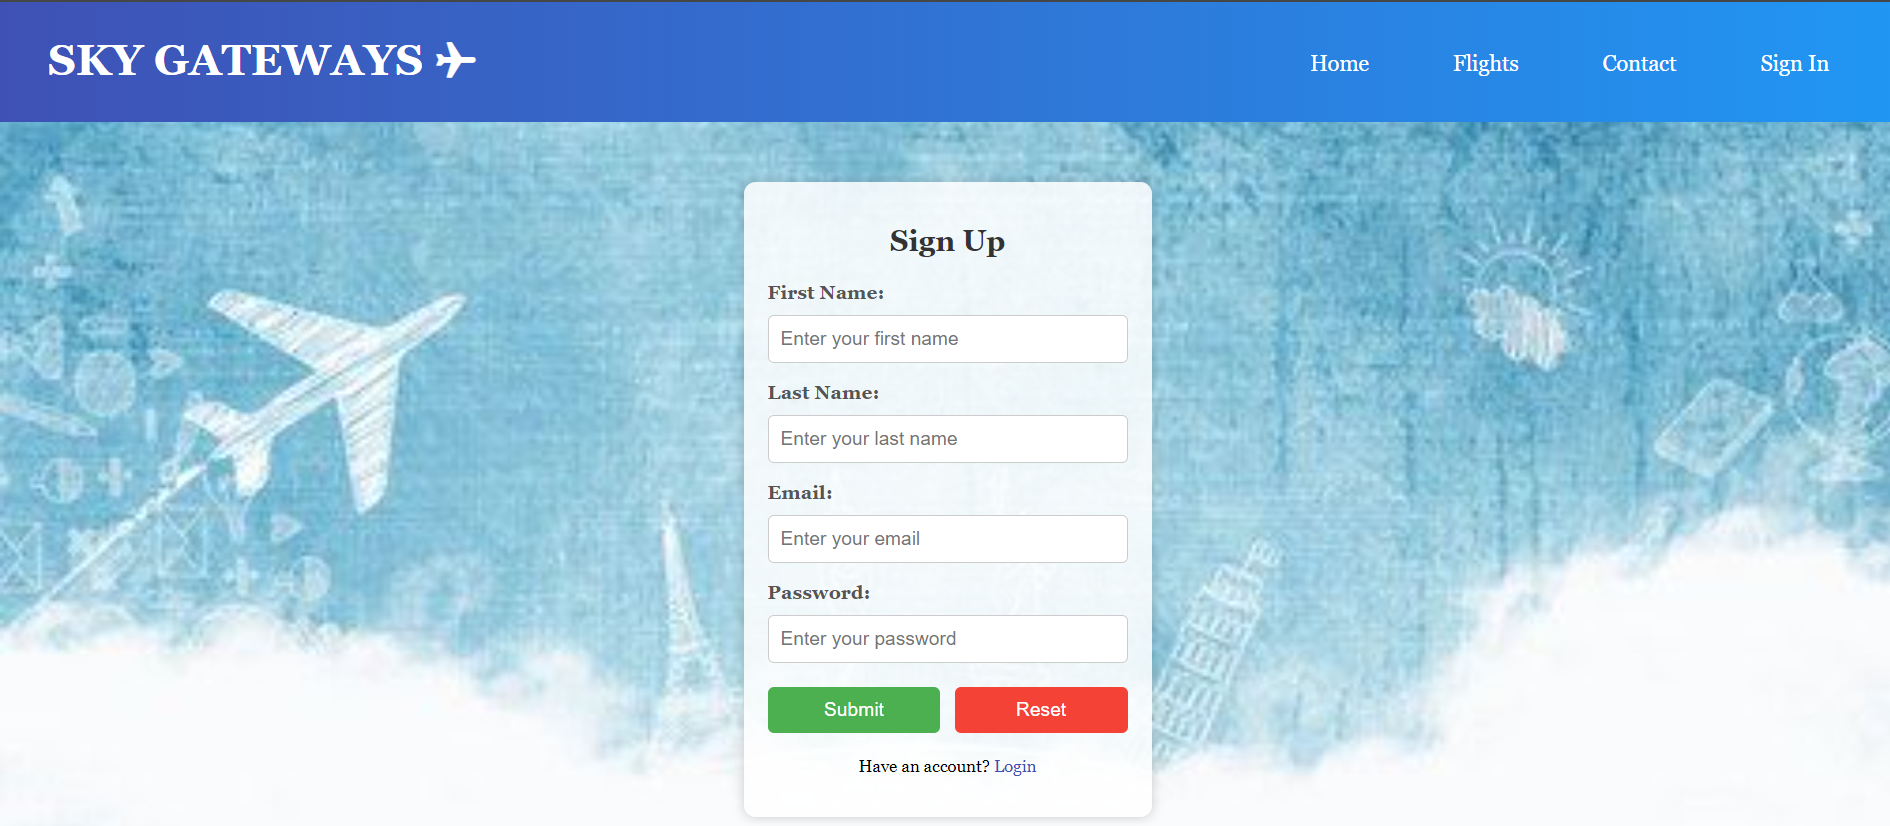 SKY GATEWAYS ✈
Home Flights Contact Sign In
Sign Up
First Name:
Enter your first name
Last Name:
Enter your last name
Email:
Enter your email
Password:
Enter your password
Submit Reset
Have an account? Login